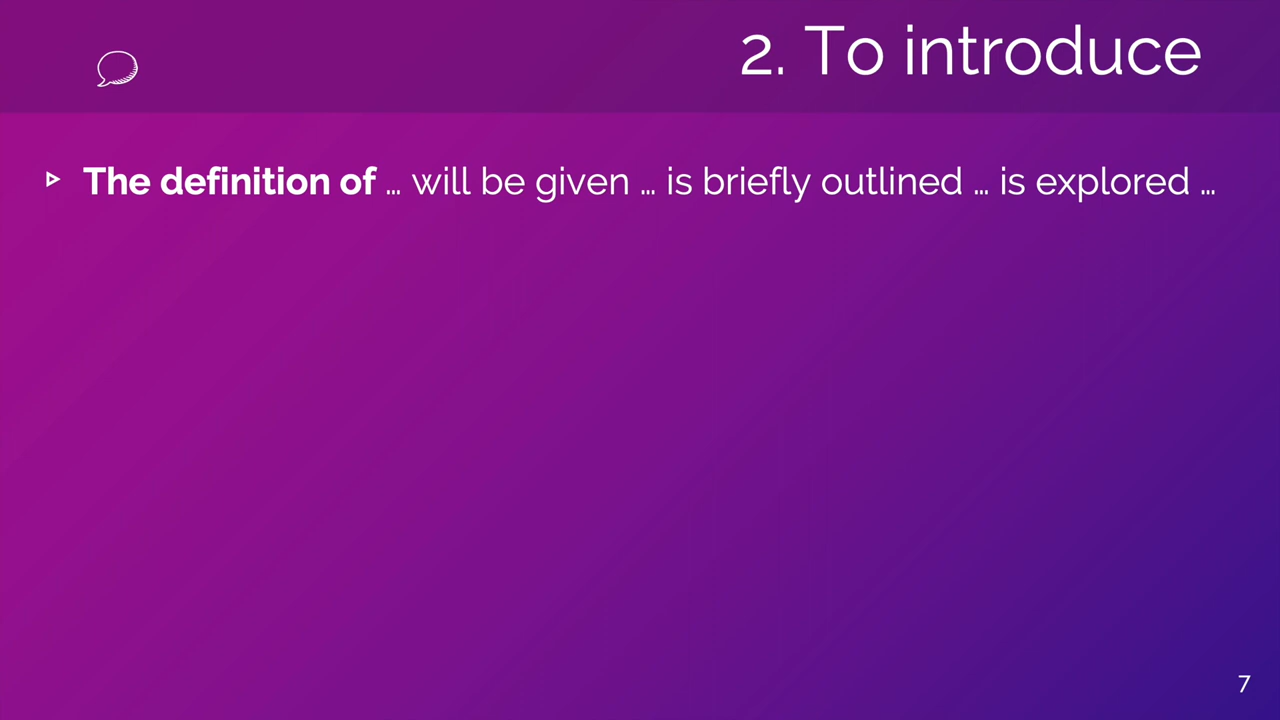 2. To introduce
The definition of … will be given … is briefly outlined … is explored …
7